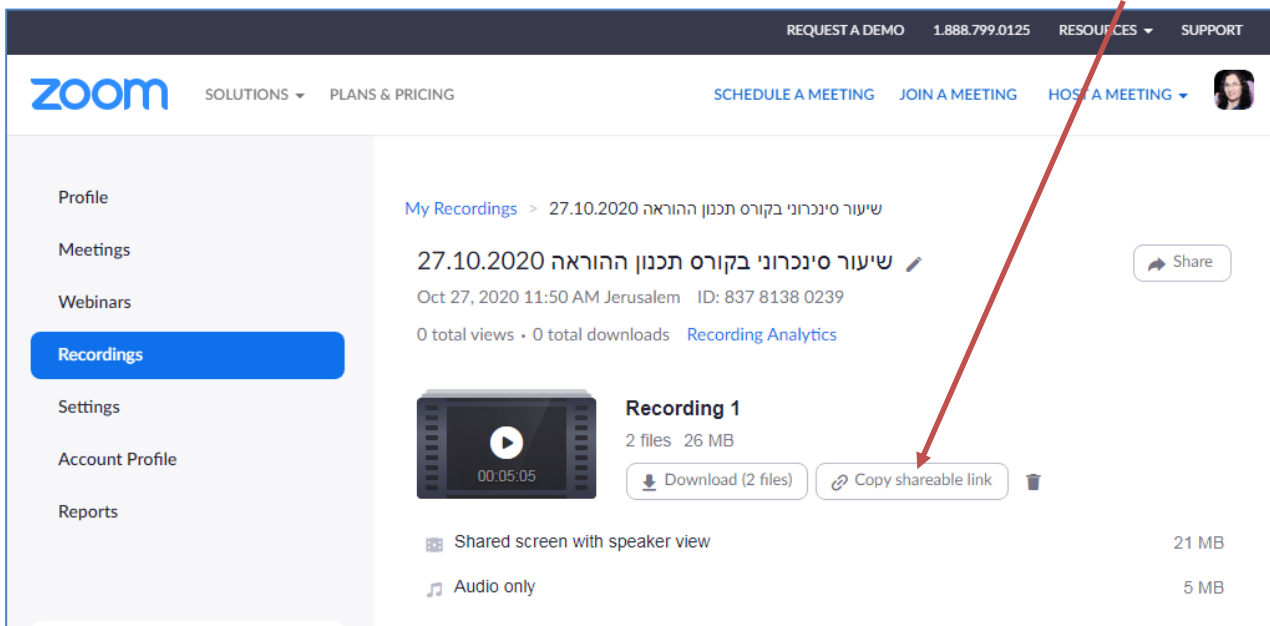 REQUEST A DEMO 1.888.799.0125 RESOURCES SUPPORT
zoom SOLUTIONS PLANS & PRICING SCHEDULE A MEETING JOIN A MEETING HOST A MEETING
Profile
Meetings
Webinars
Recordings
Settings
Account Profile
Reports
My Recordings > שיעור סינכרוני בקורס תכנון ההוראה 27.10.2020
שיעור סינכרוני בקורס תכנון ההוראה 27.10.2020
Share
Oct 27, 2020 11:50 AM Jerusalem ID: 837 8138 0239
0 total views • 0 total downloads Recording Analytics
00:05:05
Recording 1
2 files 26 MB
Download (2 files) Copy shareable link
Shared screen with speaker view 21 MB
Audio only 5 MB